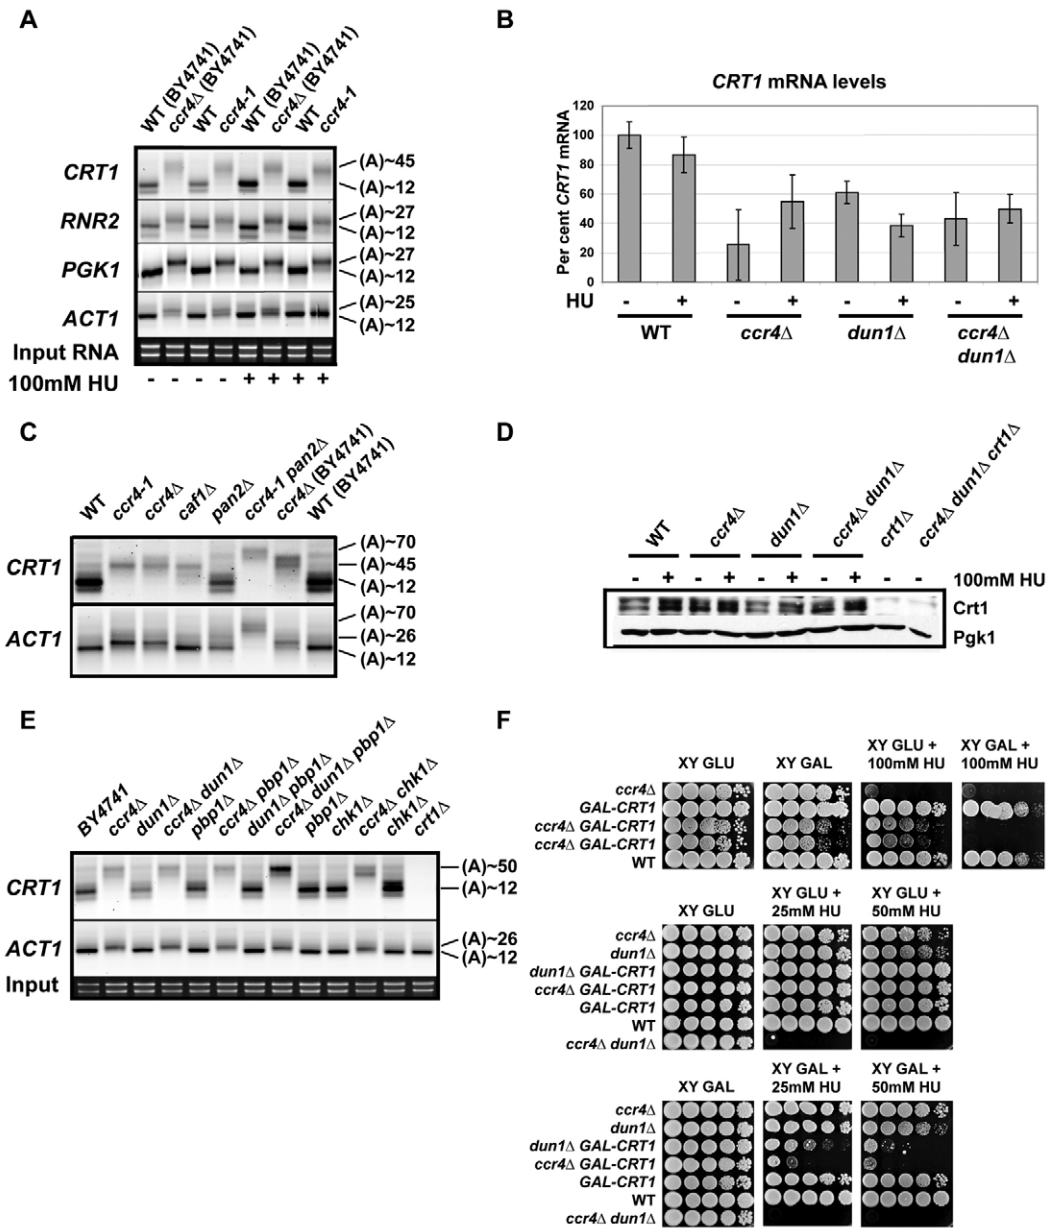 A
WT (BY4741)
ccr4Δ (BY4741)
WT
ccr4-1
WT (BY4741)
ccr4Δ (BY4741)
WT
ccr4-1
CRT1
(A)~45
(A)~12
RNR2
(A)~27
(A)~12
PGK1
(A)~27
(A)~12
ACT1
(A)~25
(A)~12
Input RNA
100mM HU - - - - + + + +
B
CRT1 mRNA levels
Per cent CRT1 mRNA
120
100
80
60
40
20
0
HU - + - + - + - +
WT ccr4Δ dun1Δ ccr4Δ
dun1Δ
C
WT
ccr4-1
ccr4Δ
caf1Δ
pan2Δ
ccr4-1 pan2Δ
ccr4Δ (BY4741)
WT (BY4741)
CRT1
(A)~70
(A)~45
(A)~12
ACT1
(A)~70
(A)~26
(A)~12
D
WT
ccr4Δ
dun1Δ
ccr4Δ dun1Δ
crt1Δ
ccr4Δ dun1Δ crt1Δ
- + - + - + - + - - 100mM HU
Crt1
Pgk1
E
BY4741
ccr4Δ
dun1Δ
ccr4Δ dun1Δ
pbp1Δ
ccr4Δ pbp1Δ
dun1Δ pbp1Δ
ccr4Δ dun1Δ pbp1Δ
pbp1Δ
chk1Δ
ccr4Δ chk1Δ
chk1Δ
crt1Δ
CRT1
(A)~50
(A)~12
ACT1
(A)~26
(A)~12
Input
F
XY GLU
XY GAL
XY GLU +
100mM HU
XY GAL +
100mM HU
ccr4Δ
GAL-CRT1
ccr4Δ GAL-CRT1
ccr4Δ GAL-CRT1
WT
XY GLU
XY GLU +
25mM HU
XY GLU +
50mM HU
ccr4Δ
dun1Δ
dun1Δ GAL-CRT1
ccr4Δ GAL-CRT1
GAL-CRT1
WT
ccr4Δ dun1Δ
XY GAL
XY GAL +
25mM HU
XY GAL +
50mM HU
ccr4Δ
dun1Δ
dun1Δ GAL-CRT1
ccr4Δ GAL-CRT1
GAL-CRT1
WT
ccr4Δ dun1Δ